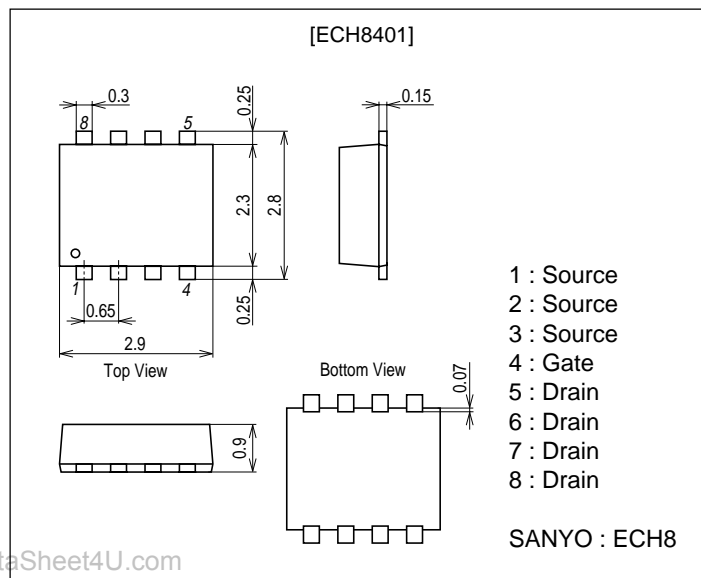 [ECH8401]
0.3
0.25
0.15
8
5
2.3
2.8
1
4
0.65
0.25
2.9
Top View
Bottom View
0.07
0.9
1 : Source
2 : Source
3 : Source
4 : Gate
5 : Drain
6 : Drain
7 : Drain
8 : Drain
SANYO : ECH8
taSheet4U.com